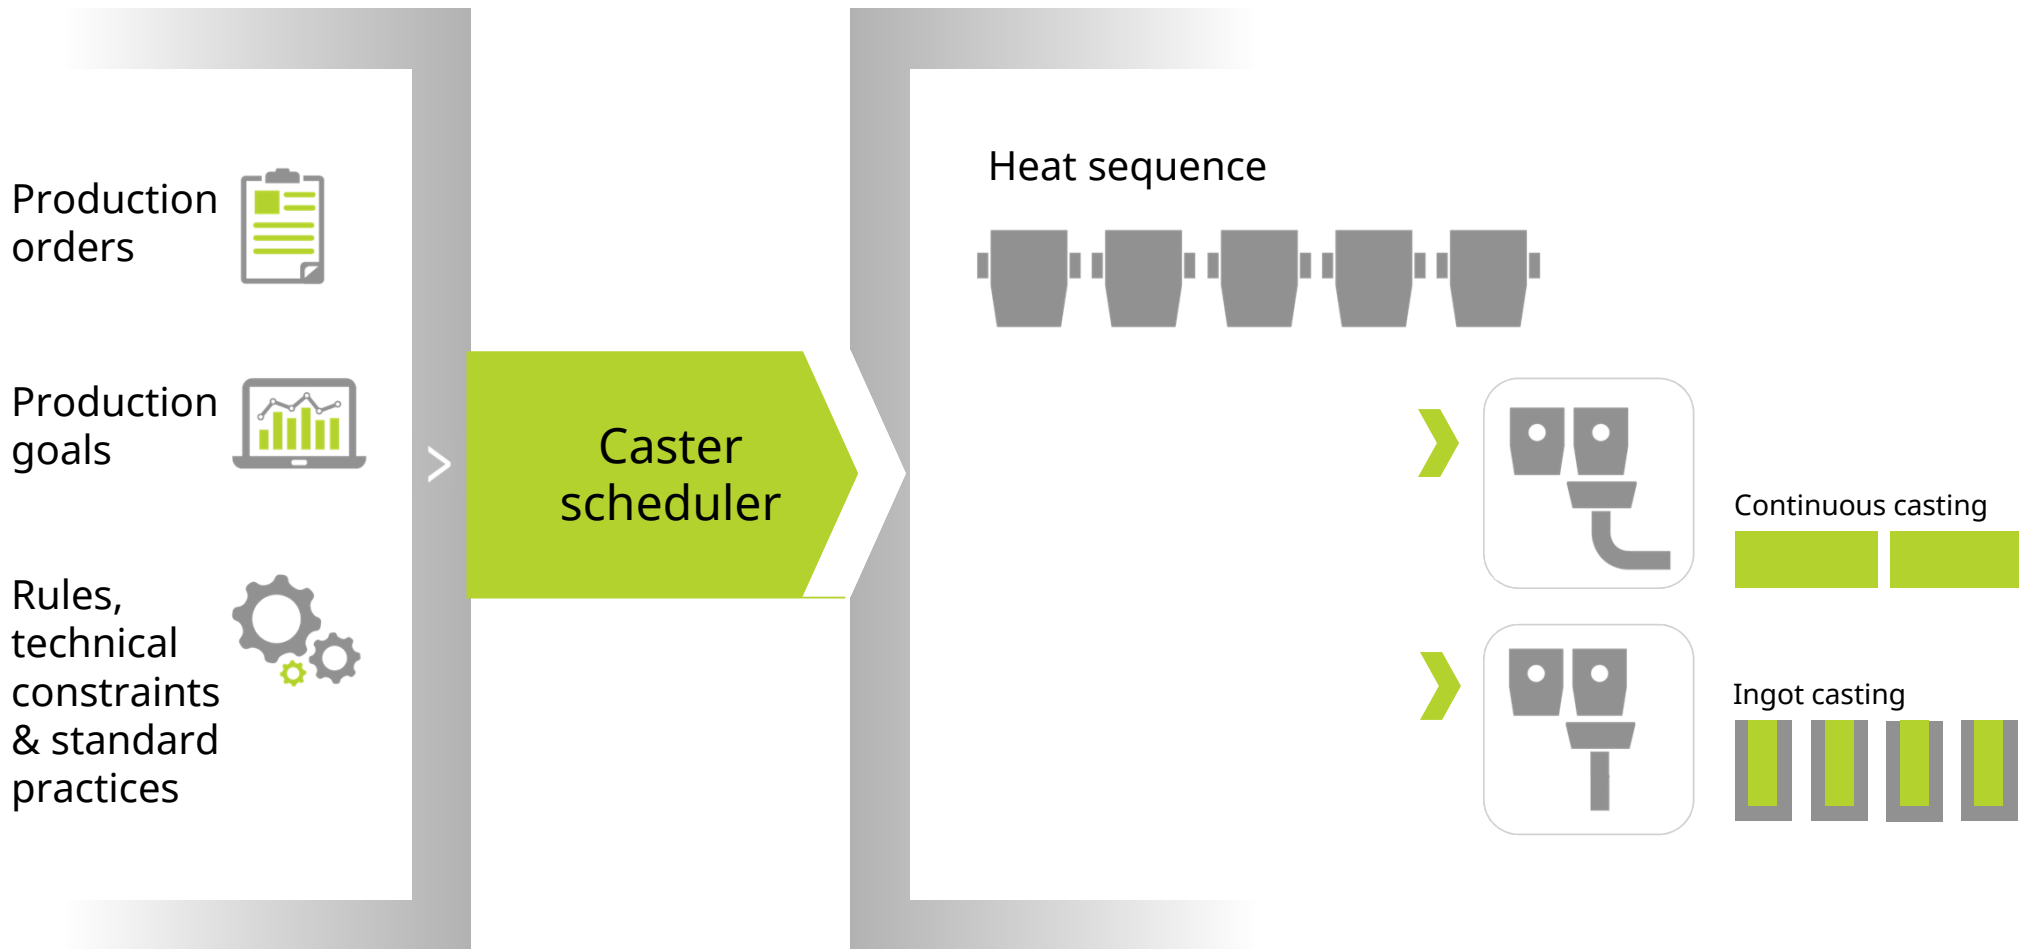 Production
orders
Production
goals
Rules,
technical
constraints
& standard
practices
Caster
scheduler
Heat sequence
Continuous casting
Ingot casting